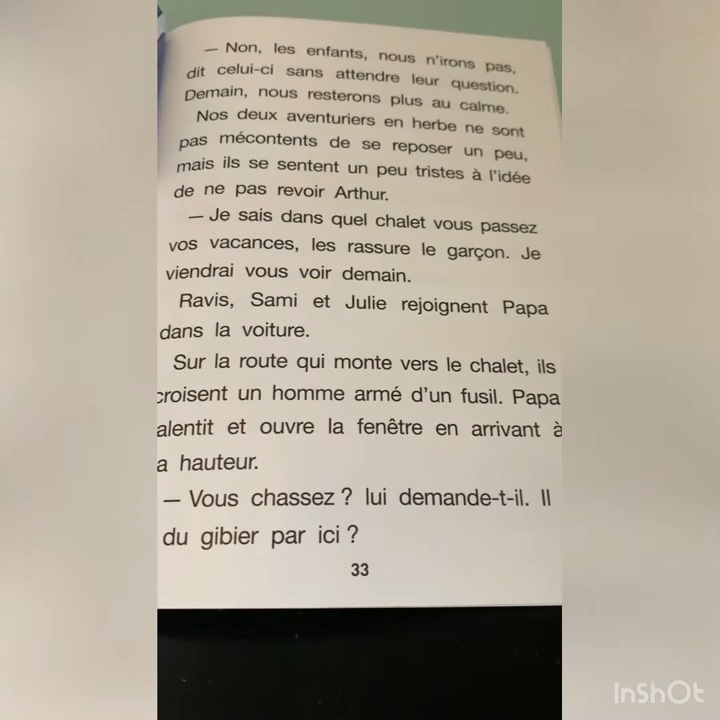 — Non, les enfants, nous n'irons pas,
dit celui-ci sans attendre leur question.
Demain, nous resterons plus au calme.
Nos deux aventuriers en herbe ne sont
pas mécontents de se reposer un peu,
mais ils se sentent un peu tristes à l'idée
de ne pas revoir Arthur.
— Je sais dans quel chalet vous passez
vos vacances, les rassure le garçon. Je
viendrai vous voir demain.
Ravis, Sami et Julie rejoignent Papa
dans la voiture.
Sur la route qui monte vers le chalet, ils
croisent un homme armé d'un fusil. Papa
alentit et ouvre la fenêtre en arrivant à
a hauteur.
— Vous chassez ? lui demande-t-il. Il
du gibier par ici ?
33
InShOt